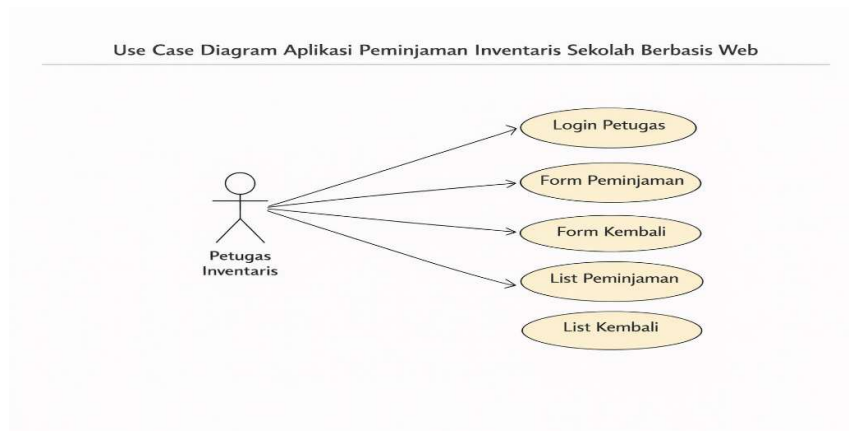 Use Case Diagram Aplikasi Peminjaman Inventaris Sekolah Berbasis Web
Login Petugas
Form Peminjaman
Form Kembali
Petugas
Inventaris
List Peminjaman
List Kembali